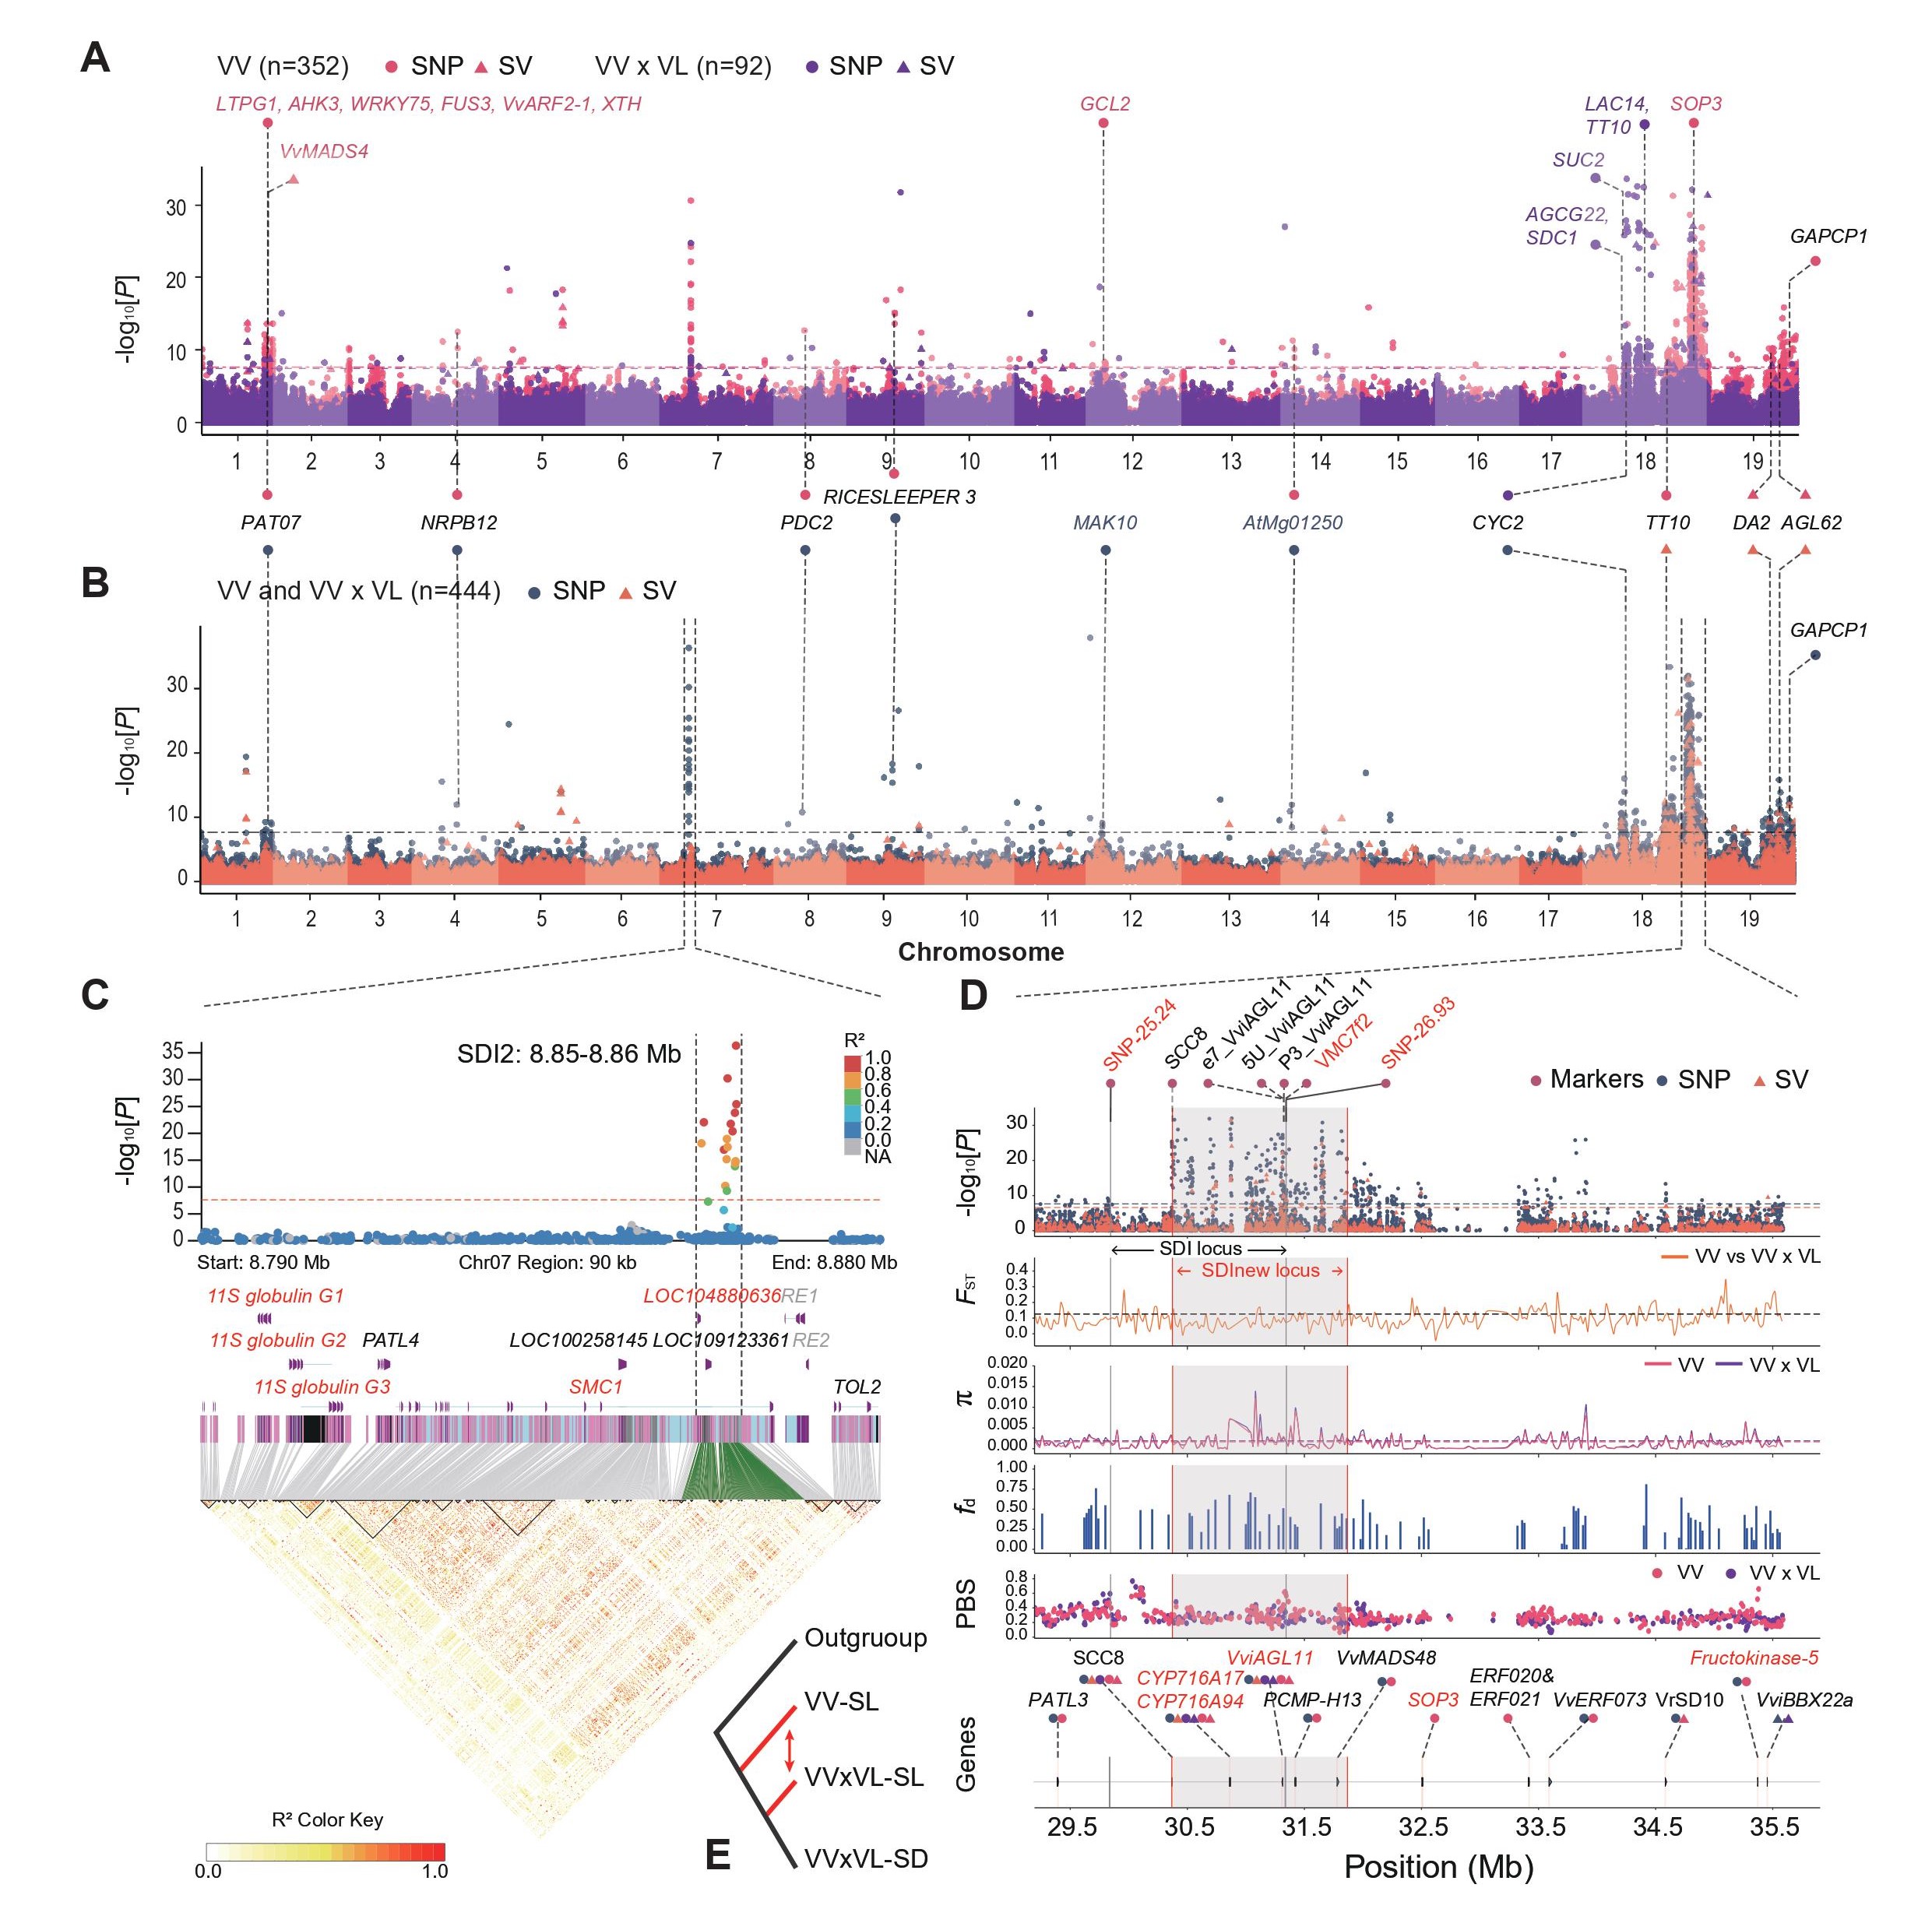 A
VV (n=352) SNP SV VV x VL (n=92) SNP SV
LTPG1, AHK3, WRKY75, FUS3, VvARF2-1, XTH
GCL2
LAC14,
TT10
SOP3
VvMADS4
SUC2
AGCG22,
SDC1
GAPCP1
-log10[P]
30
20
10
0
1 2 3 4 5 6 7 8 9 10 11 12 13 14 15 16 17 18 19
RICESLEEPER 3
PAT07 NRPB12 PDC2 MAK10 AtMg01250 CYC2 TT10 DA2 AGL62
B
VV and VV x VL (n=444) SNP SV
GAPCP1
-log10[P]
30
20
10
0
1 2 3 4 5 6 7 8 9 10 11 12 13 14 15 16 17 18 19
Chromosome
C
SDI2: 8.85-8.86 Mb
R²
1.0
0.8
0.6
0.4
0.2
0.0
NA
-log10[P]
35
30
25
20
15
10
5
0
Start: 8.790 Mb Chr07 Region: 90 kb End: 8.880 Mb
11S globulin G1 LOC104880636 RE1
11S globulin G2 PATL4 LOC100258145 LOC109123361 RE2
11S globulin G3 SMC1 TOL2
R² Color Key
0.0 1.0
D
SNP-25.24
SCC8
e7_VviAGL11
5U_VviAGL11
P3_VviAGL11
VMC7f2
SNP-26.93
Markers SNP SV
-log10[P]
30
20
10
0
SDI locus
SDInew locus
VV vs VV x VL
FST
0.4
0.3
0.2
0.1
0.0
VV VV x VL
π
0.020
0.015
0.010
0.005
0.000
fd
1.00
0.75
0.50
0.25
0.00
VV VV x VL
PBS
0.8
0.6
0.4
0.2
0.0
SCC8 VviAGL11 VvMADS48 Fructokinase-5
CYP716A17
CYP716A94
ERF020&
ERF021
PATL3 PCMP-H13 SOP3 VvERF073 VrSD10 VviBBX22a
Genes
29.5 30.5 31.5 32.5 33.5 34.5 35.5
Position (Mb)
E
Outgruoup
VV-SL
VVxVL-SL
VVxVL-SD